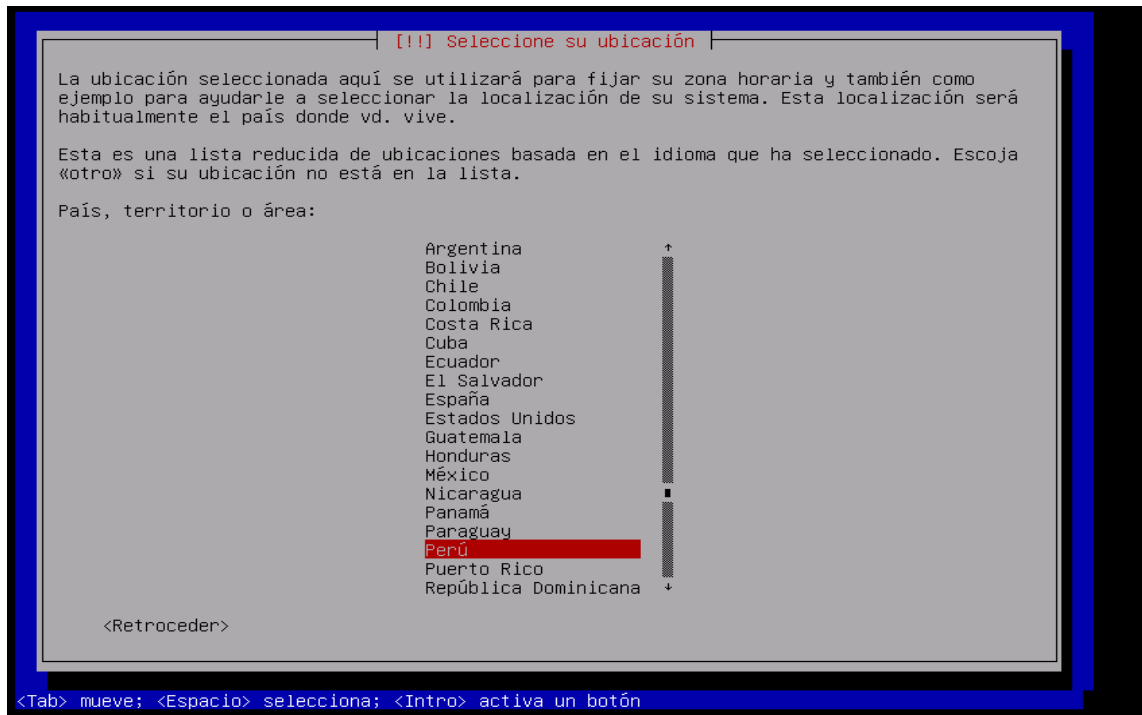 [!!] Seleccione su ubicación
La ubicación seleccionada aquí se utilizará para fijar su zona horaria y también como
ejemplo para ayudarle a seleccionar la localización de su sistema. Esta localización será
habitualmente el país donde vd. vive.
Esta es una lista reducida de ubicaciones basada en el idioma que ha seleccionado. Escoja
«otro» si su ubicación no está en la lista.
País, territorio o área:
Argentina
Bolivia
Chile
Colombia
Costa Rica
Cuba
Ecuador
El Salvador
España
Estados Unidos
Guatemala
Honduras
México
Nicaragua
Panamá
Paraguay
Perú
Puerto Rico
República Dominicana
<Retroceder>
<Tab> mueve; <Espacio> selecciona; <Intro> activa un botón